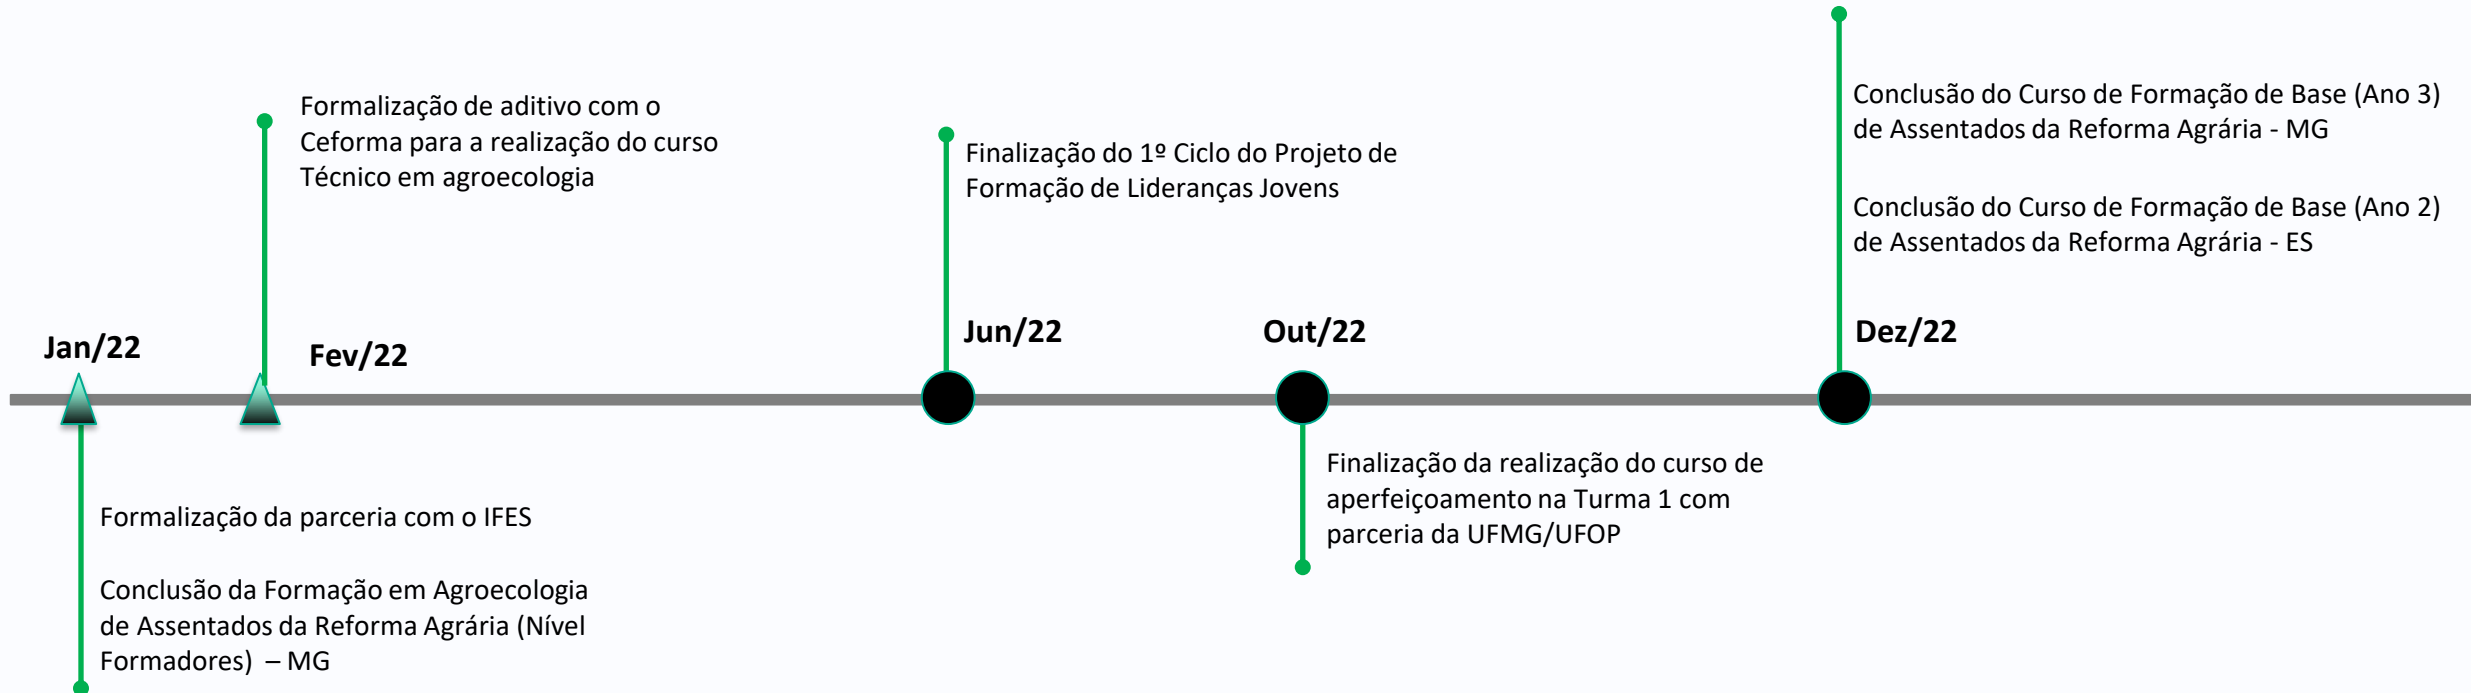 Jan/22
Formalização da parceria com o IFES
Conclusão da Formação em Agroecologia
de Assentados da Reforma Agrária (Nível
Formadores)  – MG
Fev/22
Formalização de aditivo com o
Ceforma para a realização do curso
Técnico em agroecologia
Jun/22
Finalização do 1º Ciclo do Projeto de
Formação de Lideranças Jovens
Out/22
Finalização da realização do curso de
aperfeiçoamento na Turma 1 com
parceria da UFMG/UFOP
Dez/22
Conclusão do Curso de Formação de Base (Ano 3)
de Assentados da Reforma Agrária - MG
Conclusão do Curso de Formação de Base (Ano 2)
de Assentados da Reforma Agrária - ES